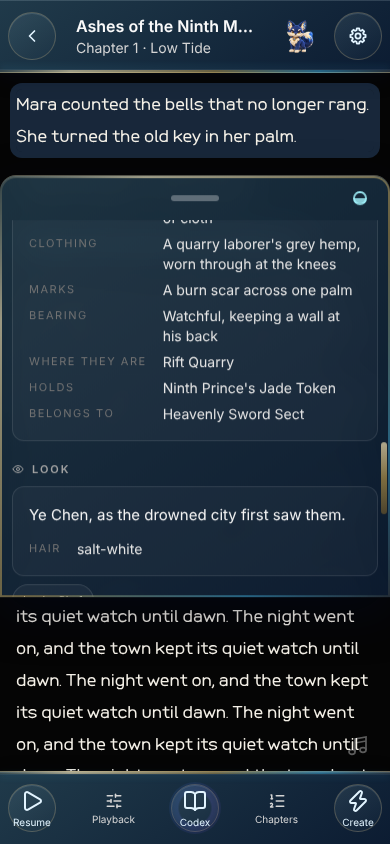 Ashes of the Ninth M...
Chapter 1 · Low Tide
Mara counted the bells that no longer rang.
She turned the old key in her palm.
of cloth
CLOTHING A quarry laborer's grey hemp,
worn through at the knees
MARKS A burn scar across one palm
BEARING Watchful, keeping a wall at
his back
WHERE THEY ARE Rift Quarry
HOLDS Ninth Prince's Jade Token
BELONGS TO Heavenly Sword Sect
LOOK
Ye Chen, as the drowned city first saw them.
HAIR salt-white
its quiet watch until dawn. The night went
on, and the town kept its quiet watch until
dawn. The night went on, and the town kept
its quiet watch until dawn. The night went
on, and the town kept its quiet watch until
Resume Playback Codex Chapters Create